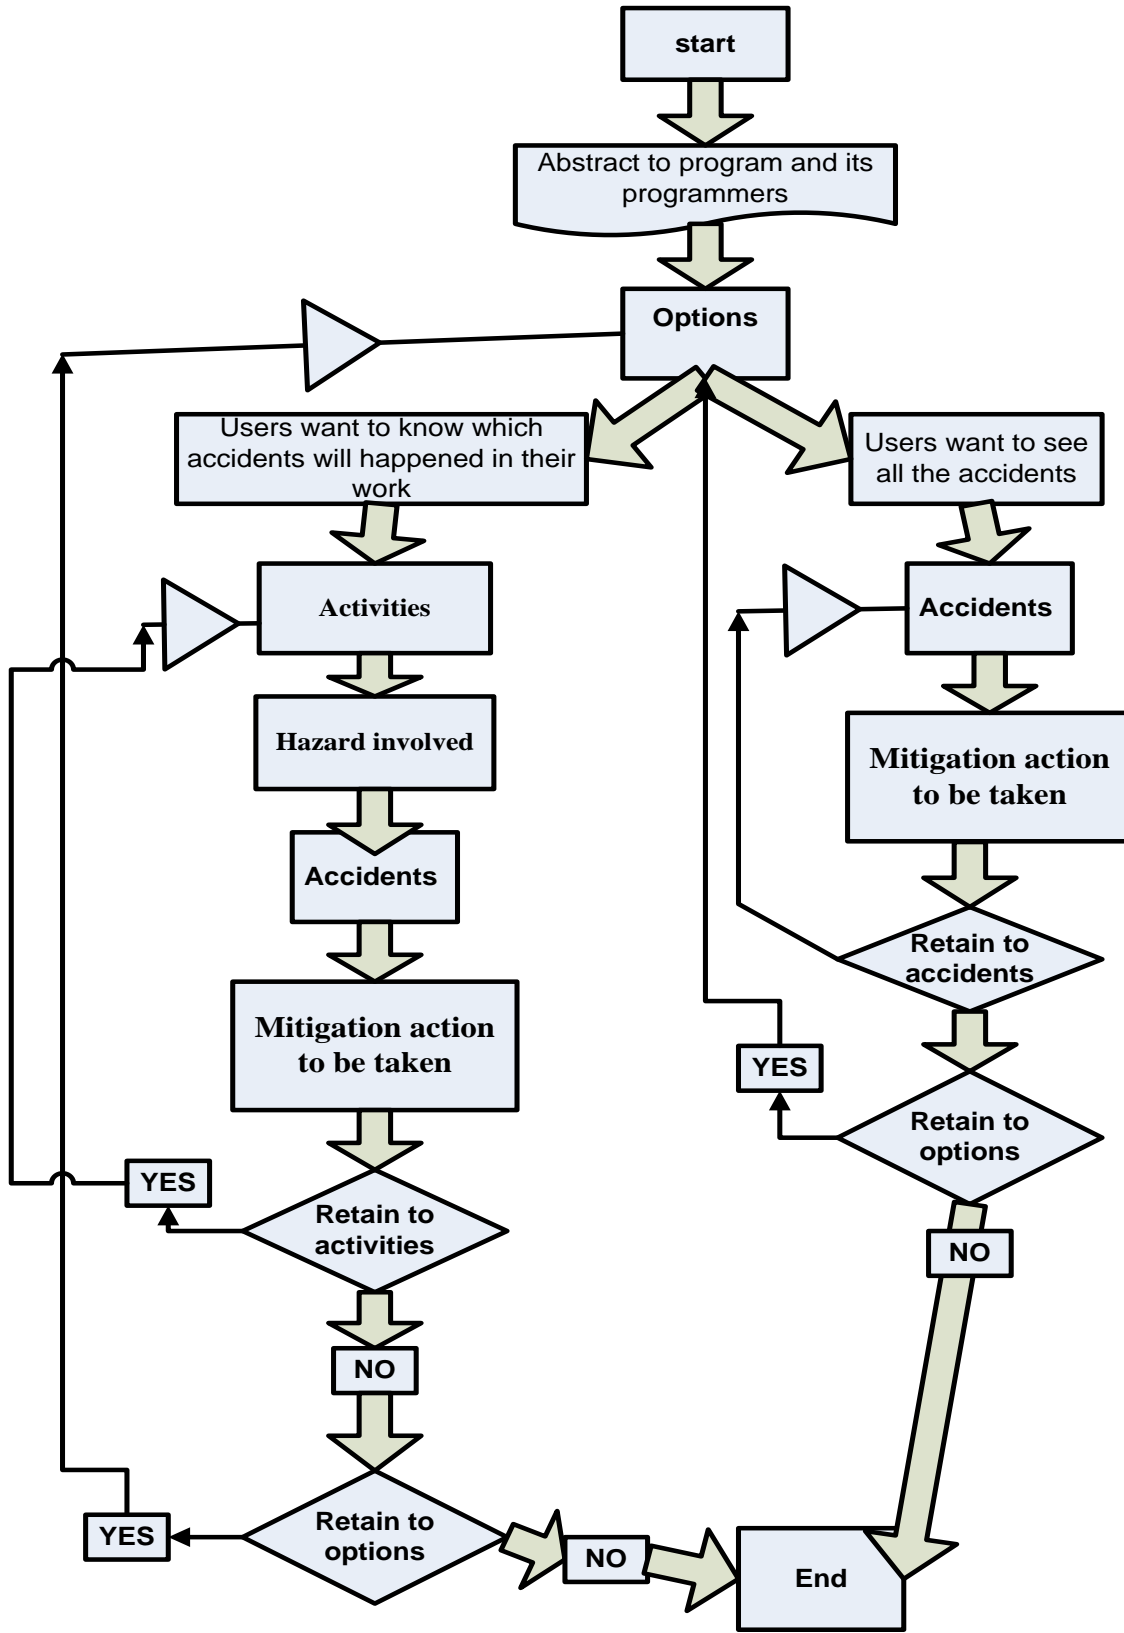 start
Abstract to program and its
programmers
Options
Users want to know which
accidents will happened in their
work
Users want to see
all the accidents
Activities
Accidents
Hazard involved
Mitigation action
to be taken
Accidents
Retain to
accidents
Mitigation action
to be taken
YES
Retain to
options
YES
Retain to
activities
NO
NO
YES
Retain to
options
NO
End